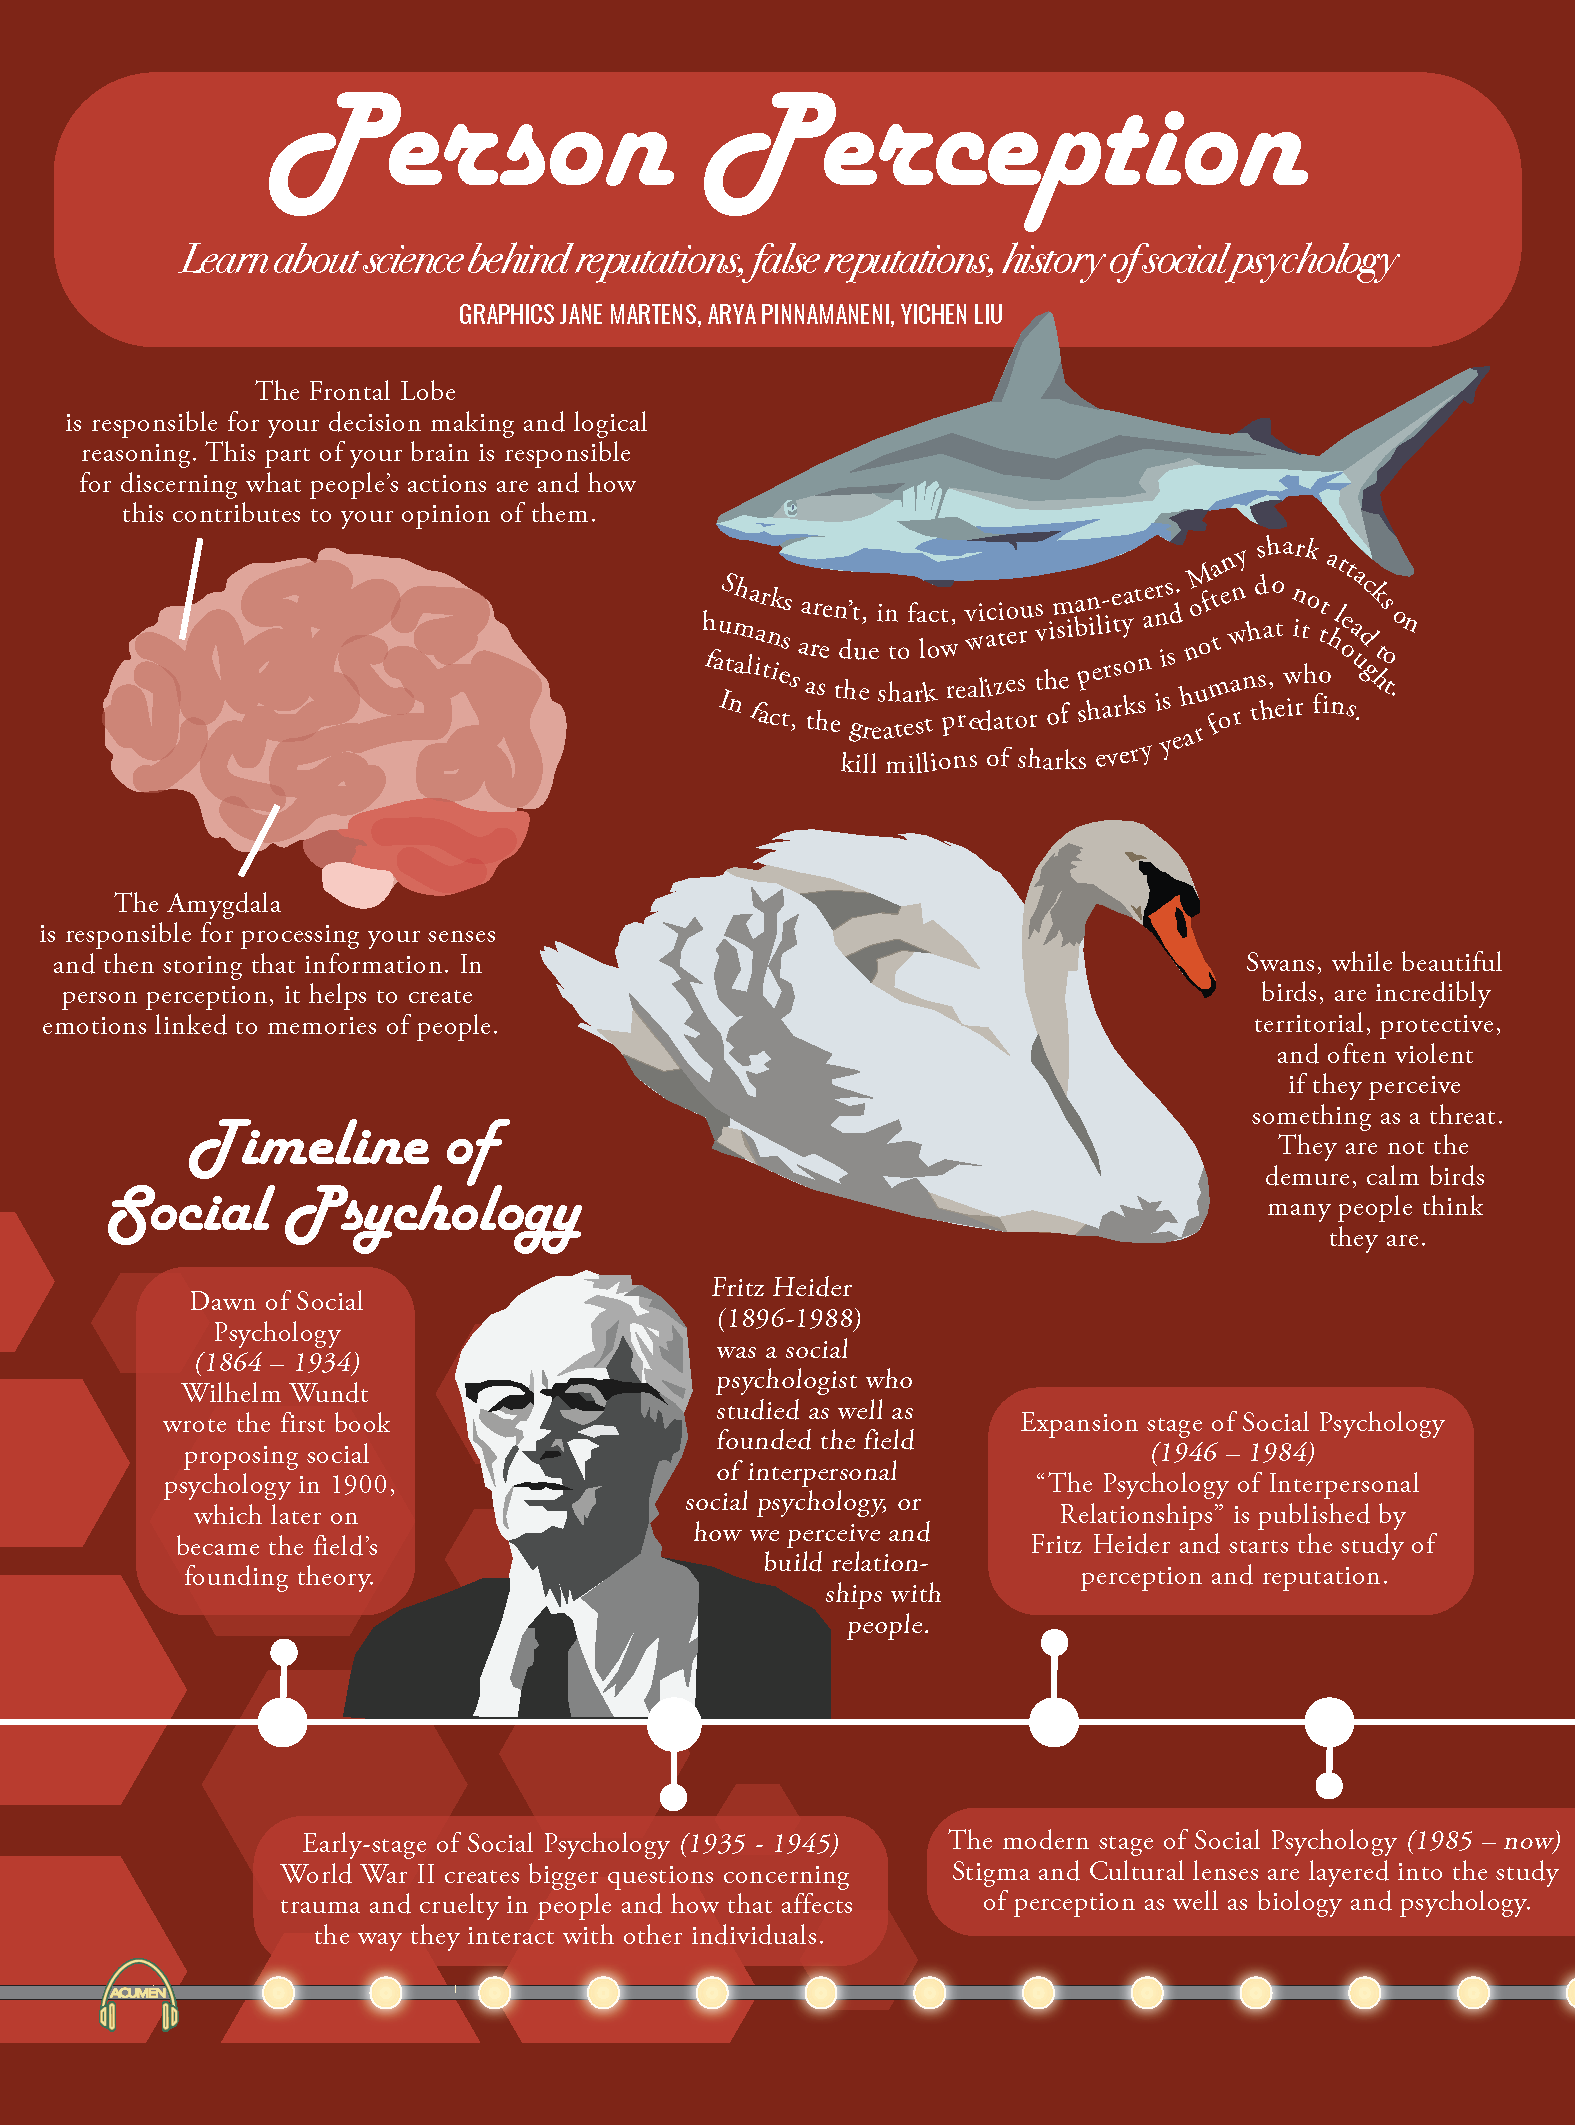 Person Perception
Learn about science behind reputations, false reputations, history of social psychology
GRAPHICS JANE MARTENS, ARYA PINNAMANENI, YICHEN LIU
The Frontal Lobe
is responsible for your decision making and logical
reasoning. This part of your brain is responsible
for discerning what people's actions are and how
this contributes to your opinion of them.
Sharks aren't, in fact, vicious man-eaters. Many shark attacks on
humans are due to low water visibility and often do not lead to
fatalities as the shark realizes the person is not what it thought.
In fact, the greatest predator of sharks is humans, who
kill millions of sharks every year for their fins.
The Amygdala
is responsible for processing your senses
and then storing that information. In
person perception, it helps to create
emotions linked to memories of people.
Swans, while beautiful
birds, are incredibly
territorial, protective,
and often violent
if they perceive
something as a threat.
They are not the
demure, calm birds
many people think
they are.
Timeline of
Social Psychology
Dawn of Social
Psychology
(1864 – 1934)
Wilhelm Wundt
wrote the first book
proposing social
psychology in 1900,
which later on
became the field's
founding theory.
Fritz Heider
(1896-1988)
was a social
psychologist who
studied as well as
founded the field
of interpersonal
social psychology, or
how we perceive and
build relation-
ships with
people.
Expansion stage of Social Psychology
(1946 – 1984)
“The Psychology of Interpersonal
Relationships” is published by
Fritz Heider and starts the study of
perception and reputation.
Early-stage of Social Psychology (1935 - 1945)
World War II creates bigger questions concerning
trauma and cruelty in people and how that affects
the way they interact with other individuals.
The modern stage of Social Psychology (1985 – now)
Stigma and Cultural lenses are layered into the study
of perception as well as biology and psychology.
ACUMEN